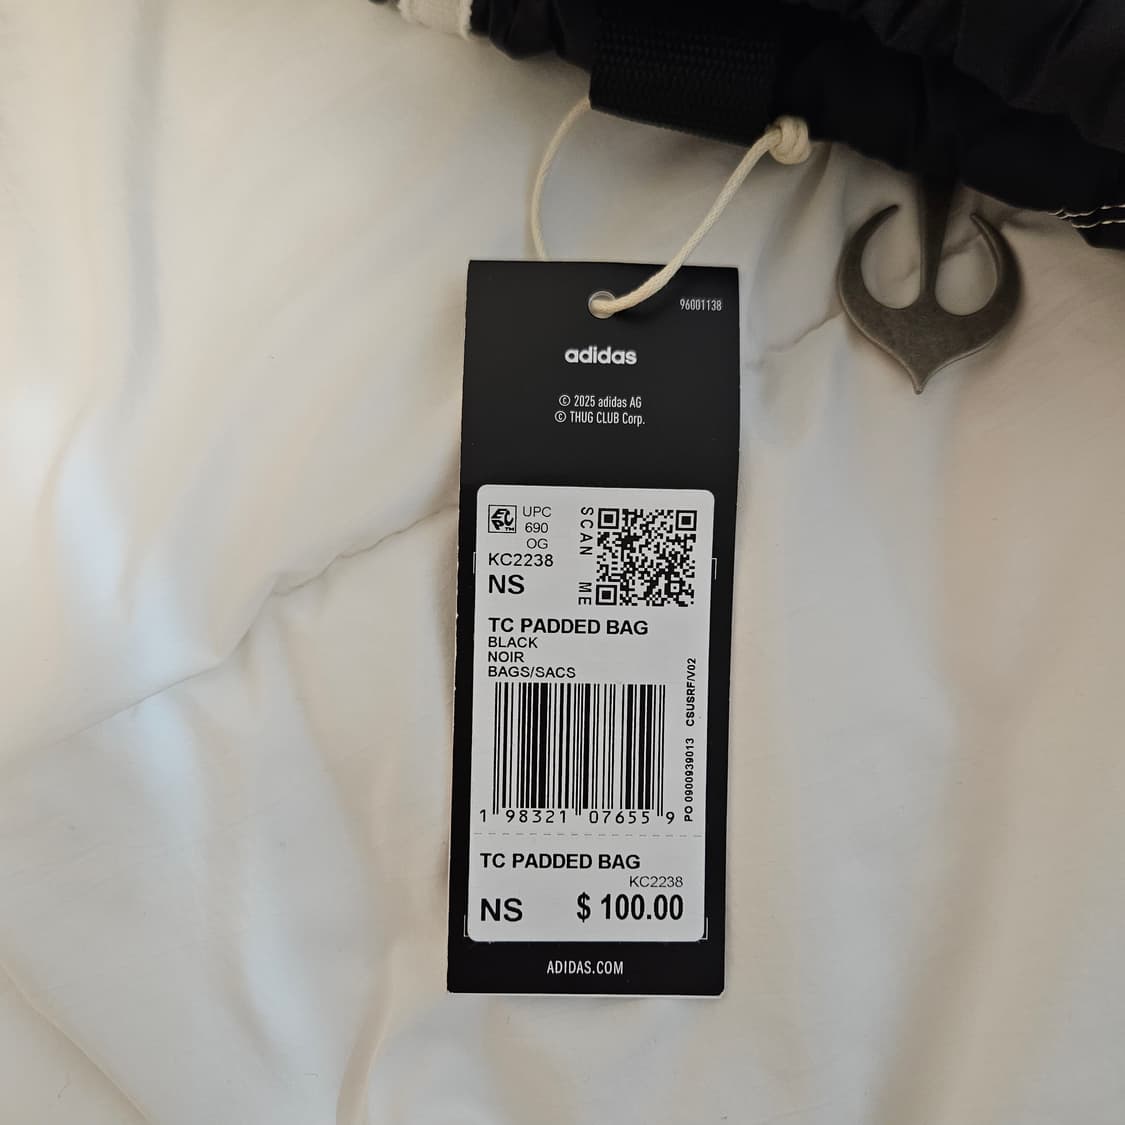 96001138
adidas
© 2025 adidas AG
© THUG CLUB Corp.
UPC
690
OG
KC2238
NS
SCAN ME
TC PADDED BAG
BLACK
NOIR
BAGS/SACS
PO 0900939013 CSUSRF/V02
1 98321 07655 9
TC PADDED BAG
KC2238
NS $ 100.00
ADIDAS.COM